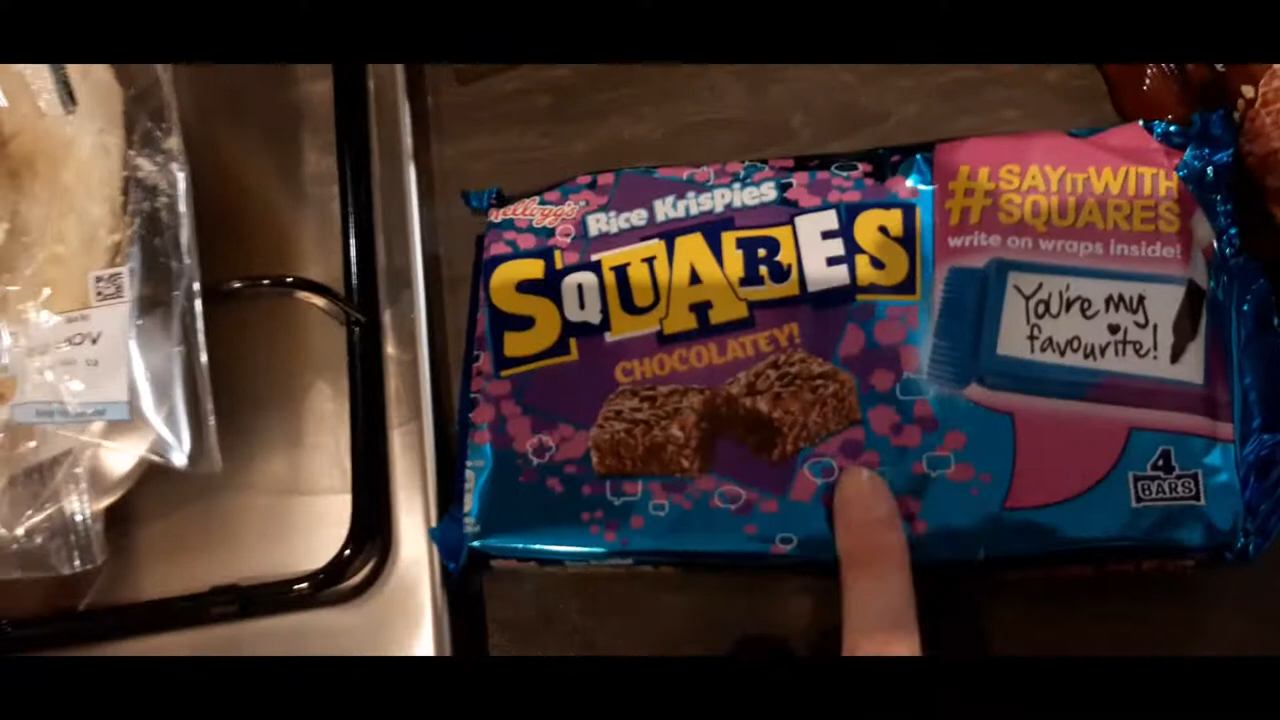 Kellogg's
Rice Krispies
SQUARES
CHOCOLATEY!
#SAYITWITH
SQUARES
write on wraps inside!
You're my
favourite!
4
BARS